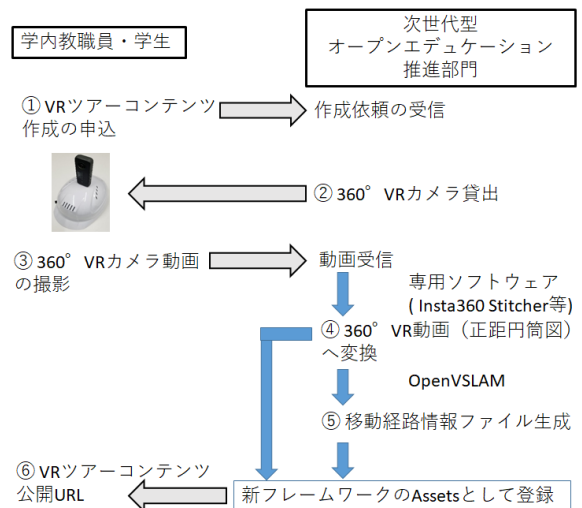 学内教職員・学生
次世代型
オープンエデュケーション
推進部門
①VRツアーコンテンツ
作成の申込
作成依頼の受信
②360°VRカメラ貸出
③360°VRカメラ動画
の撮影
動画受信
専用ソフトウェア
( Insta360 Stitcher等)
④360°VR動画（正距円筒図）
へ変換
OpenVSLAM
⑤移動経路情報ファイル生成
⑥VRツアーコンテンツ
公開URL
新フレームワークのAssetsとして登録